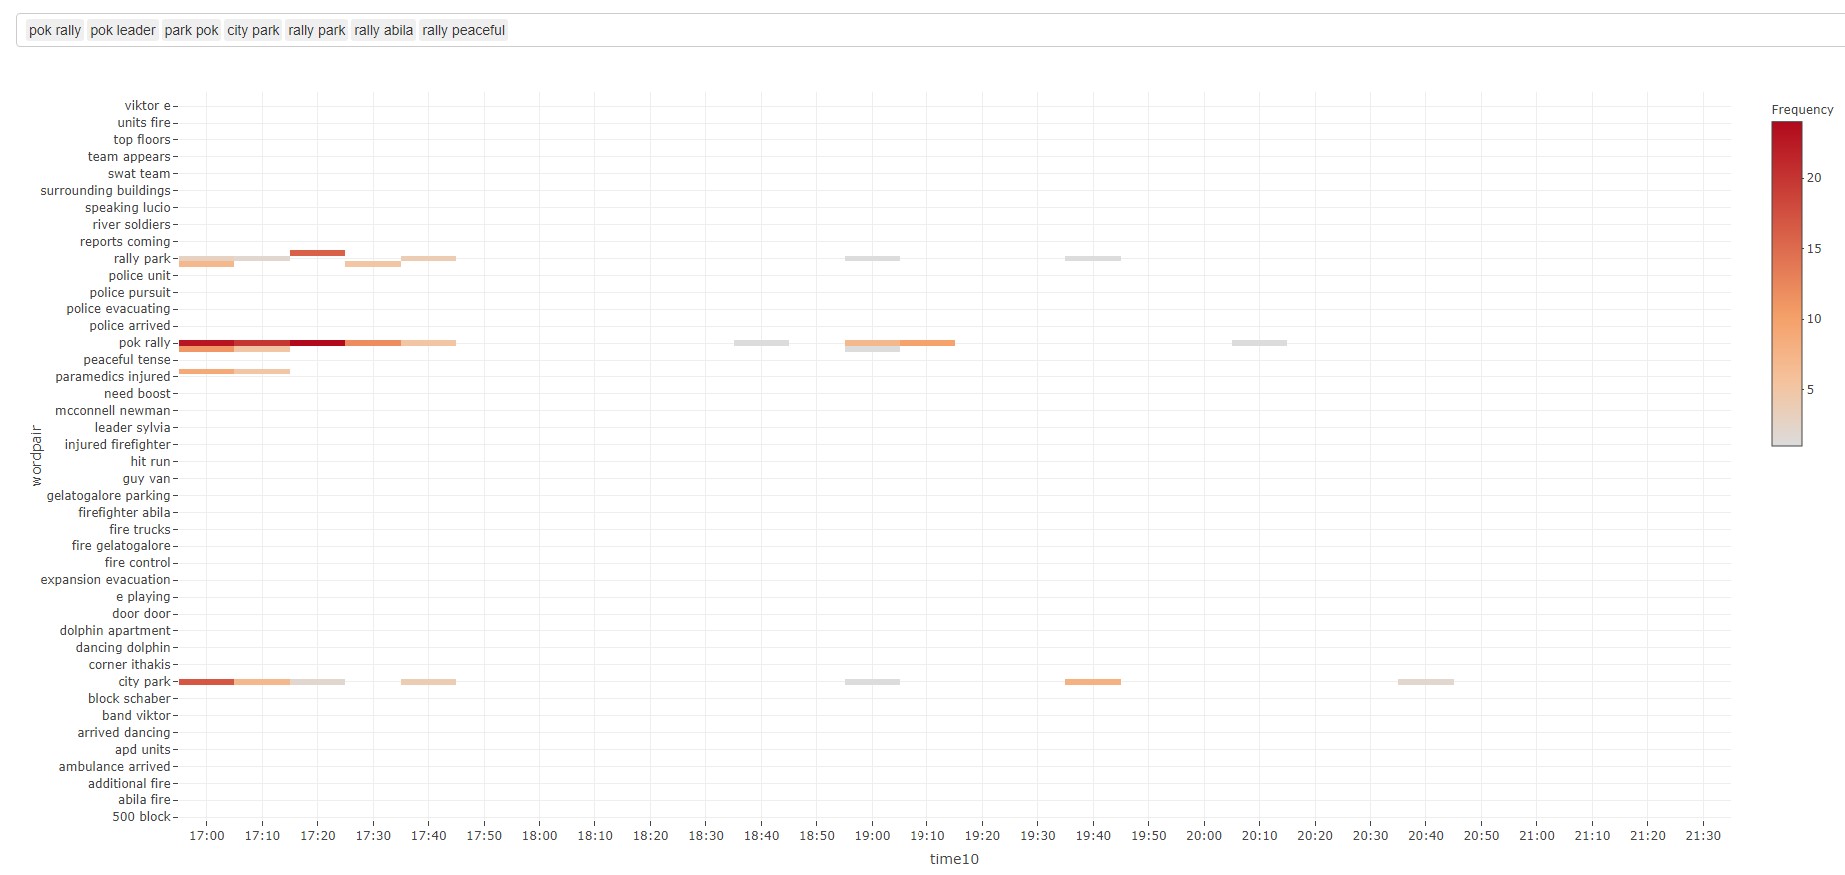 pok rally pok leader park pok city park rally park rally abila rally peaceful
Frequency
20
15
10
5
wordpair
viktor e
units fire
top floors
team appears
swat team
surrounding buildings
speaking lucio
river soldiers
reports coming
rally park
police unit
police pursuit
police evacuating
police arrived
pok rally
peaceful tense
paramedics injured
need boost
mcconnell newman
leader sylvia
injured firefighter
hit run
guy van
gelatogalore parking
firefighter abila
fire trucks
fire gelatogalore
fire control
expansion evacuation
e playing
door door
dolphin apartment
dancing dolphin
corner ithakis
city park
block schaber
band viktor
arrived dancing
apd units
ambulance arrived
additional fire
abila fire
500 block
17:00 17:10 17:20 17:30 17:40 17:50 18:00 18:10 18:20 18:30 18:40 18:50 19:00 19:10 19:20 19:30 19:40 19:50 20:00 20:10 20:20 20:30 20:40 20:50 21:00 21:10 21:20 21:30
time10